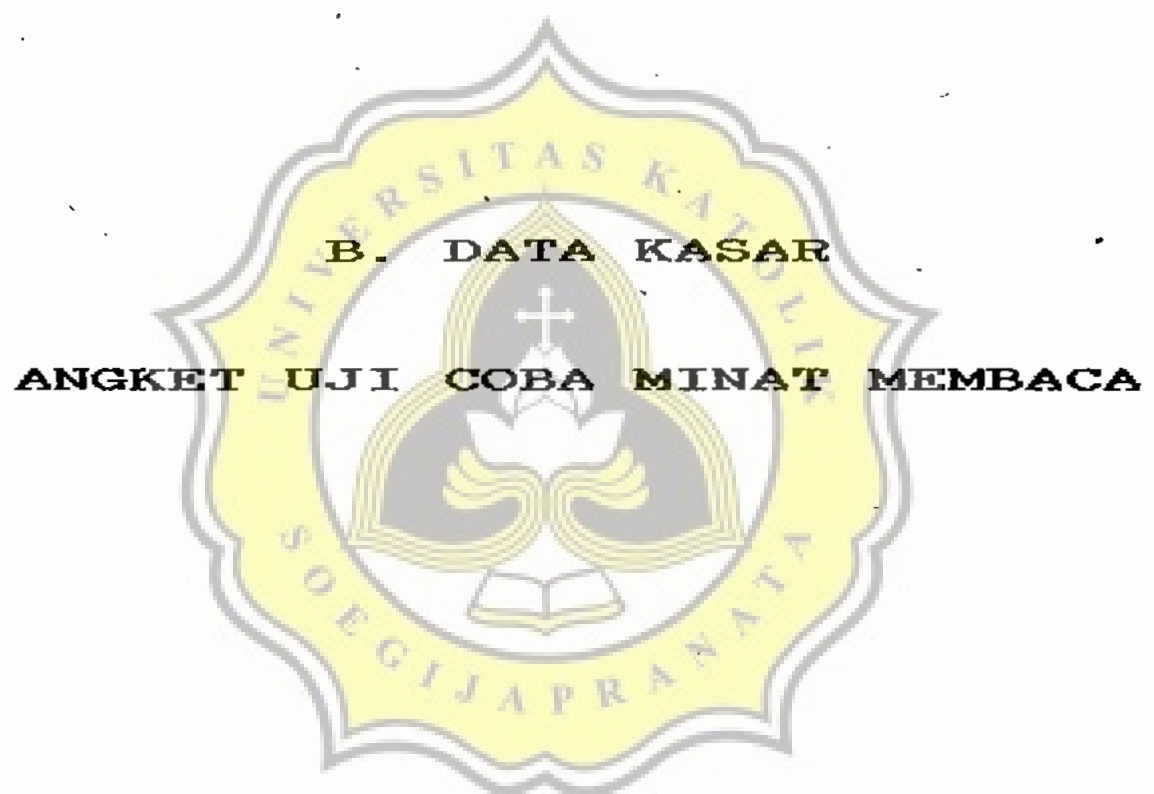 B. DATA KASAR
ANGKET UJI COBA MINAT MEMBACA
UNIVERSITAS KATOLIK
SOEGIJAPRANATA